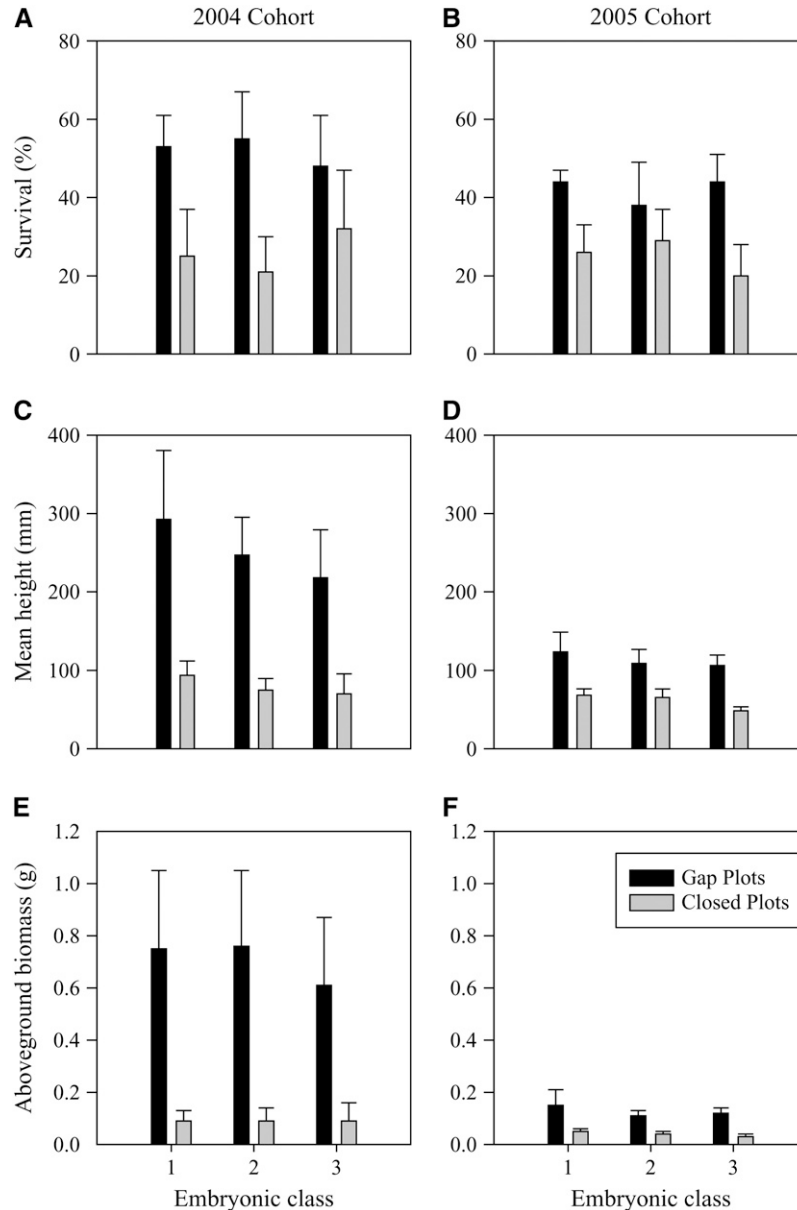 A 2004 Cohort
B 2005 Cohort
Survival (%)
80
60
40
20
0
80
60
40
20
0
C
D
Mean height (mm)
400
300
200
100
0
400
300
200
100
0
E
F
Aboveground biomass (g)
1.2
1.0
0.8
0.6
0.4
0.2
0.0
1.2
1.0
0.8
0.6
0.4
0.2
0.0
Gap Plots
Closed Plots
1 2 3
Embryonic class
1 2 3
Embryonic class